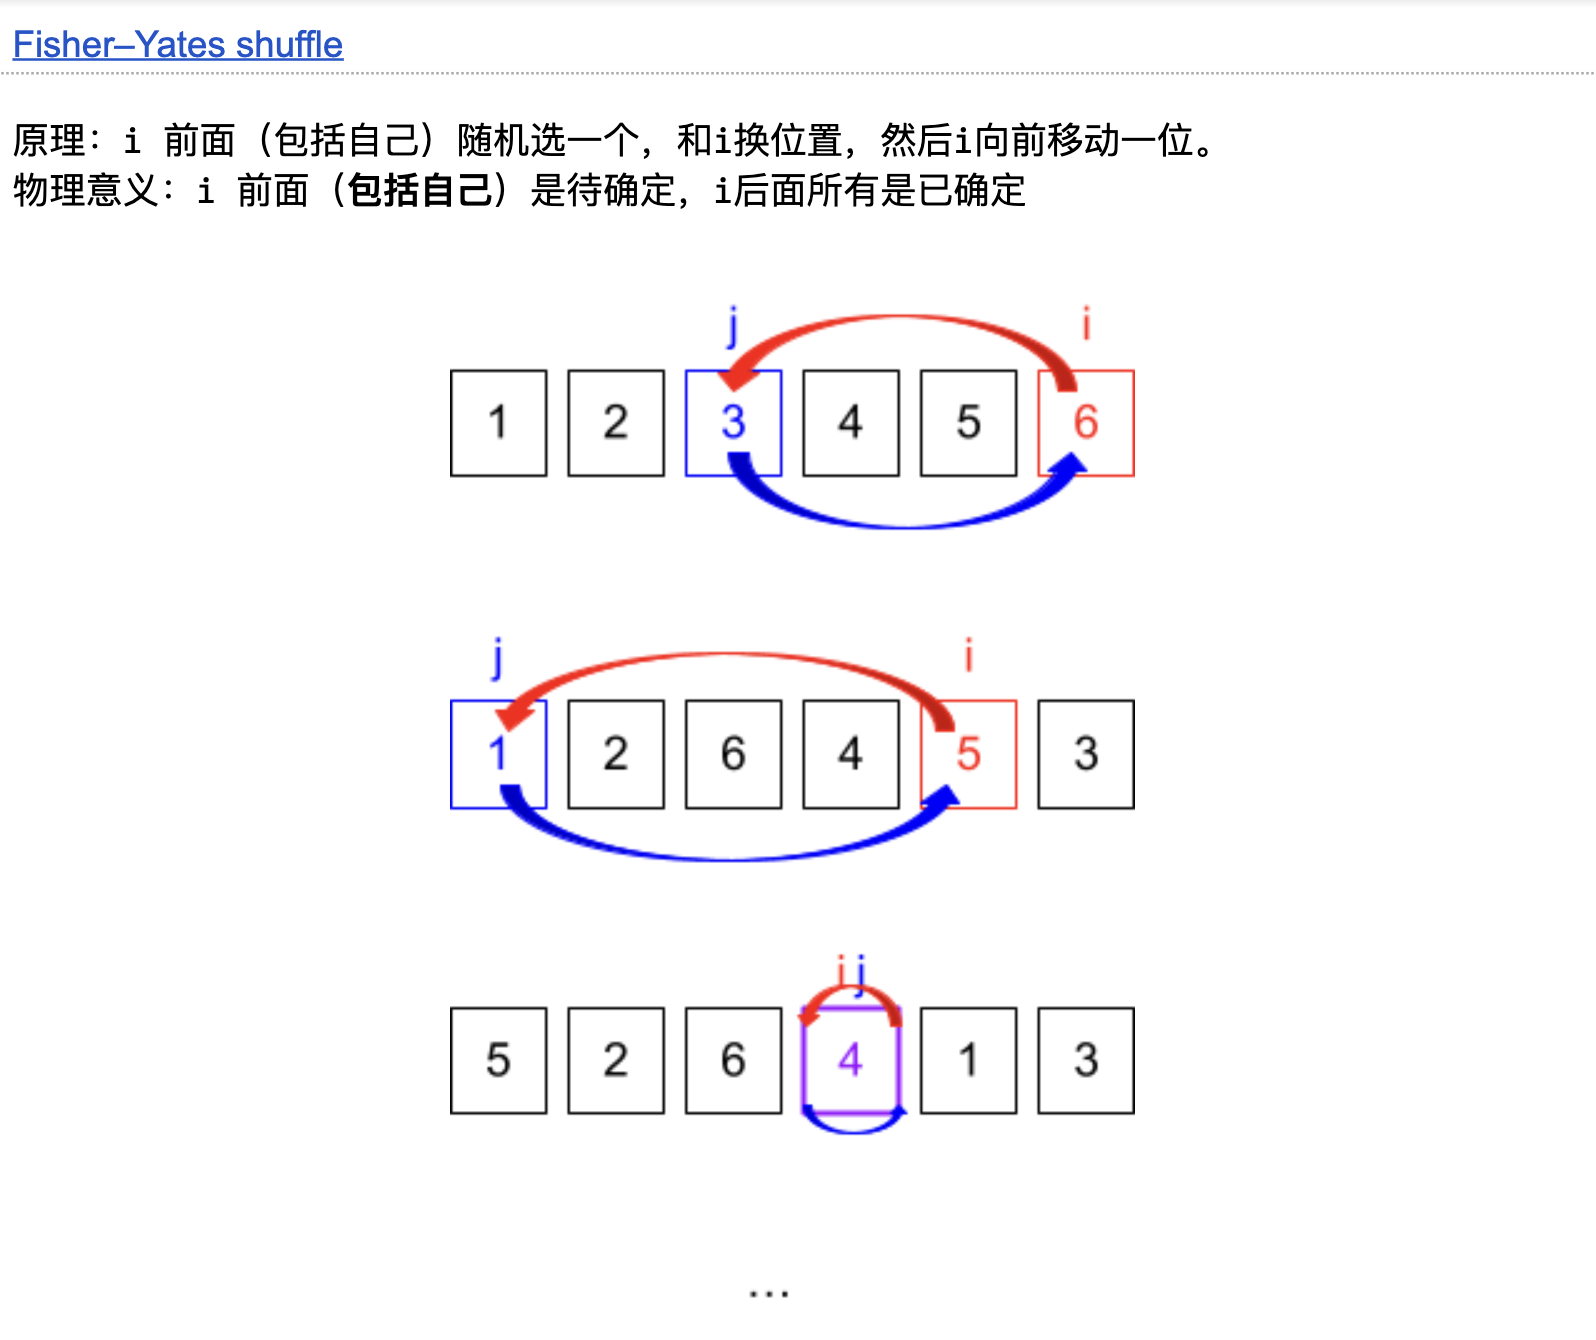 Fisher–Yates shuffle
原理：i 前面（包括自己）随机选一个，和i换位置，然后i向前移动一位。
物理意义：i 前面（包括自己）是待确定，i后面所有是已确定
j i
1 2 3 4 5 6
j i
1 2 6 4 5 3
i j
5 2 6 4 1 3
...